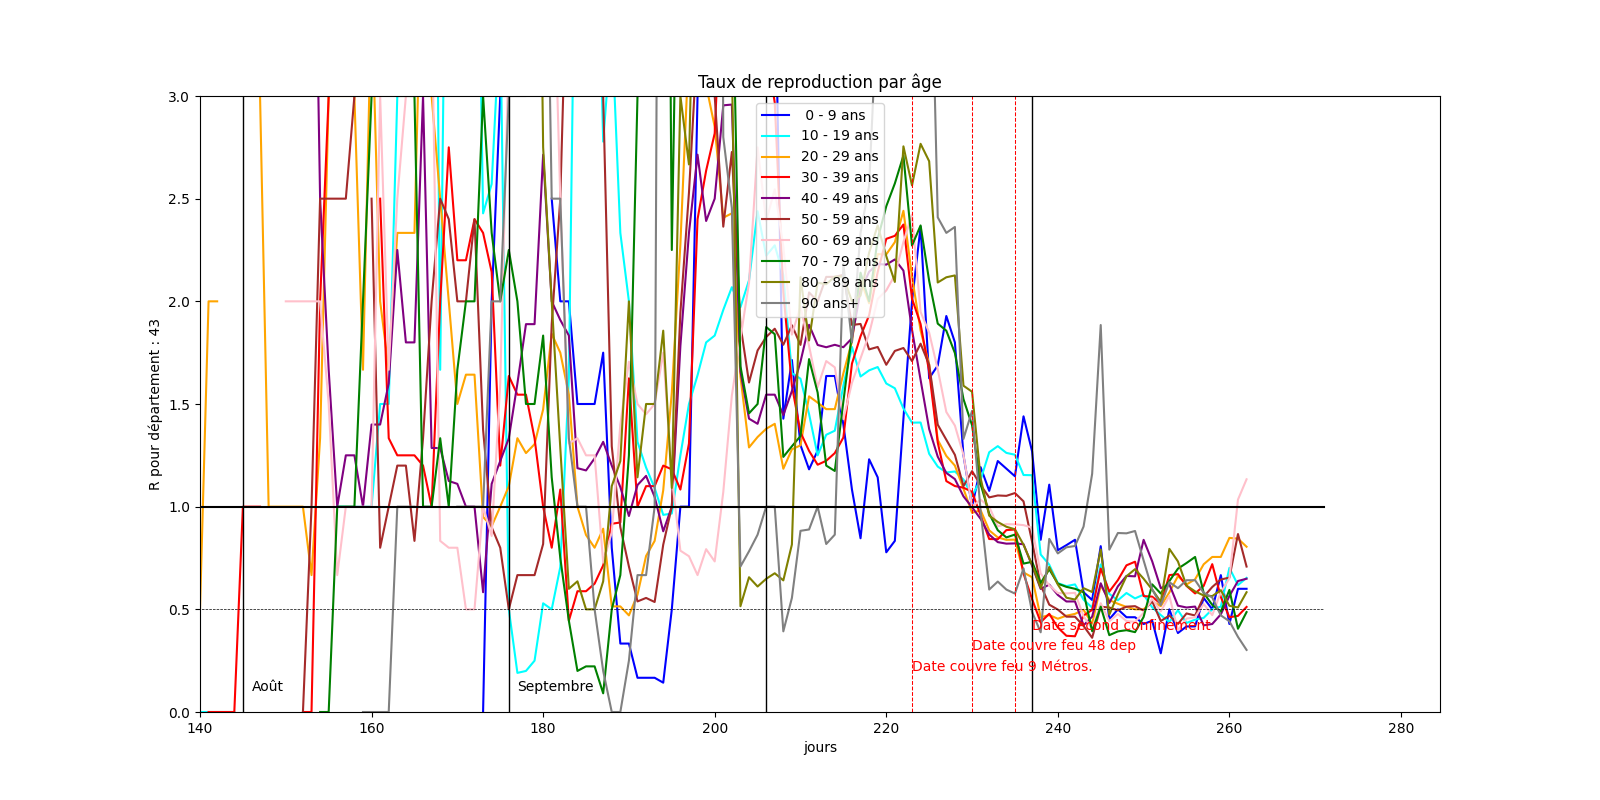 Taux de reproduction par âge
R pour département : 43
3.0
2.5
2.0
1.5
1.0
0.5
0.0
0 - 9 ans
10 - 19 ans
20 - 29 ans
30 - 39 ans
40 - 49 ans
50 - 59 ans
60 - 69 ans
70 - 79 ans
80 - 89 ans
90 ans+
Date second confinement
Date couvre feu 48 dep
Date couvre feu 9 Métros.
Août
Septembre
140
160
180
200
220
240
260
280
jours